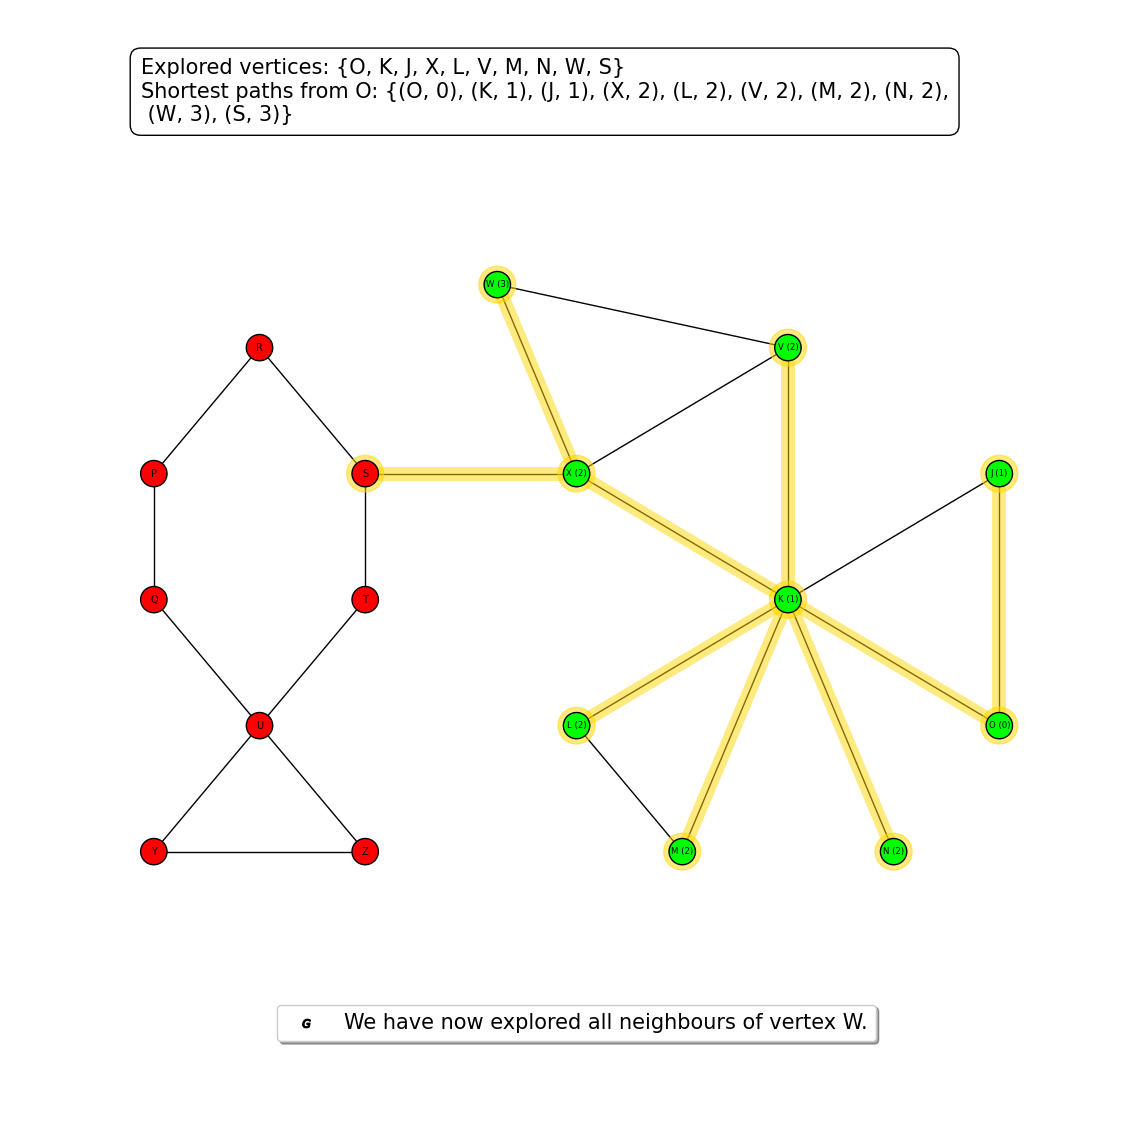 Explored vertices: {O, K, J, X, L, V, M, N, W, S}
Shortest paths from O: {(O, 0), (K, 1), (J, 1), (X, 2), (L, 2), (V, 2), (M, 2), (N, 2),
(W, 3), (S, 3)}
W (3)
R
V (2)
P
S
X (2)
J (1)
Q
T
K (1)
U
L (2)
O (0)
Y
Z
M (2)
N (2)
G We have now explored all neighbours of vertex W.